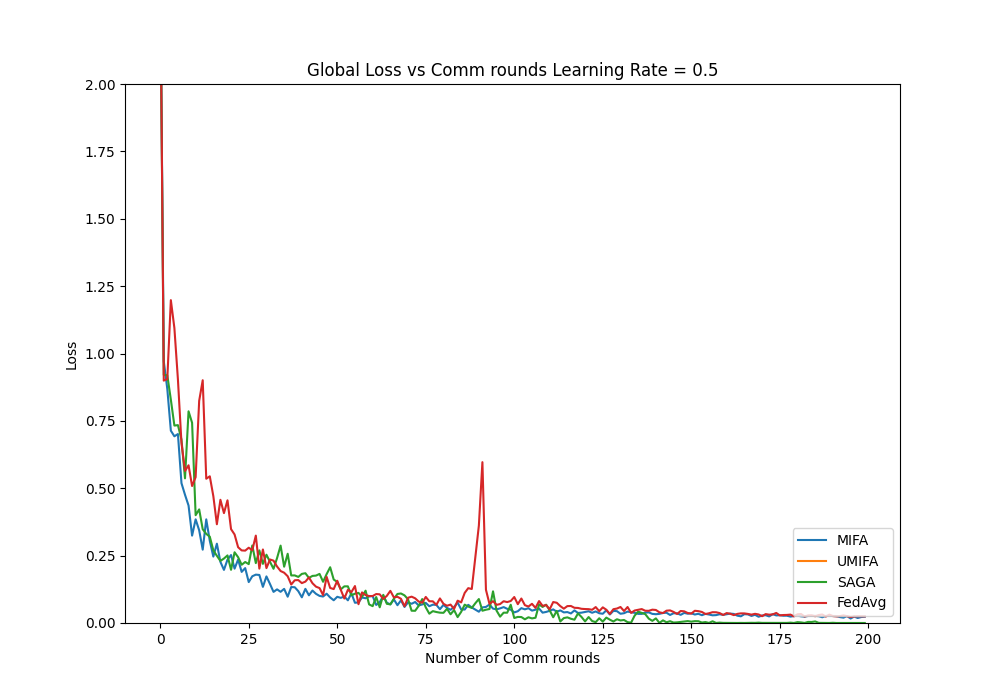 Global Loss vs Comm rounds Learning Rate = 0.5
Loss
2.00
1.75
1.50
1.25
1.00
0.75
0.50
0.25
0.00
0
25
50
75
100
125
150
175
200
Number of Comm rounds
MIFA
UMIFA
SAGA
FedAvg